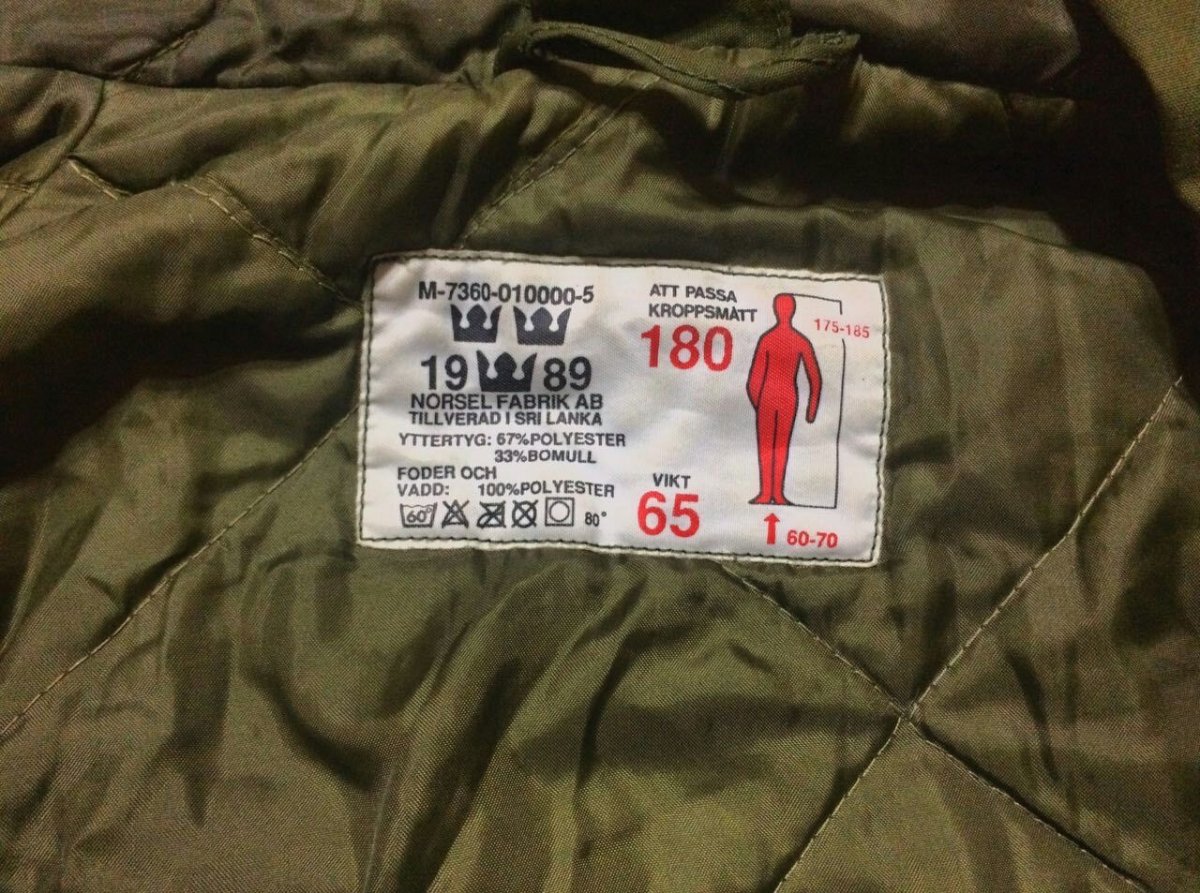 M-7360-010000-5
19 89
NORSEL FABRIK AB
TILLVERAD I SRI LANKA
YTTERTYG: 67%POLYESTER
33%BOMULL
FODER OCH
VADD: 100%POLYESTER
60° 80°
ATT PASSA
KROPPSMÅTT
180
175-185
VIKT
65
60-70